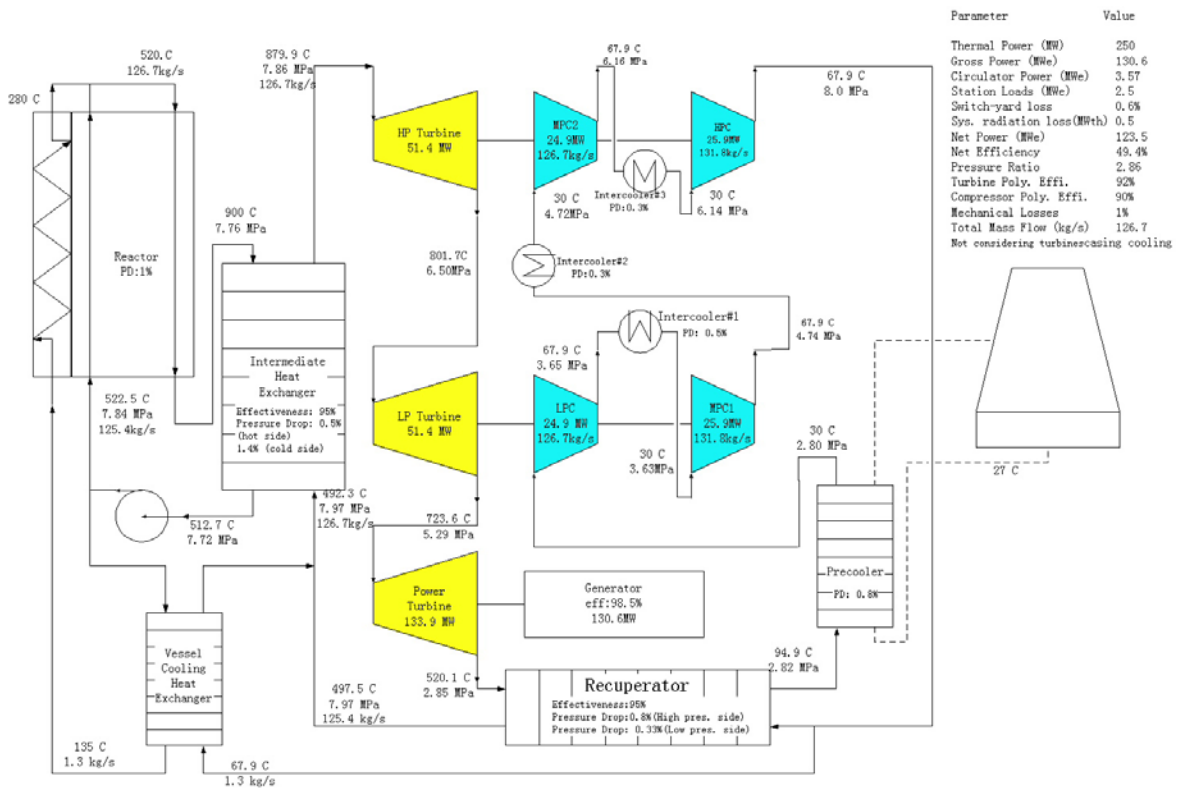 Parameter Value
Thermal Power (MW) 250
Gross Power (MWe) 130.6
Circulator Power (MWe) 3.57
Station Loads (MWe) 2.5
Switch-yard loss 0.6%
Sys. radiation loss(MWth) 0.5
Net Power (MWe) 123.5
Net Efficiency 49.4%
Pressure Ratio 2.86
Turbine Poly. Effi. 92%
Compressor Poly. Effi. 90%
Mechanical Losses 1%
Total Mass Flow (kg/s) 126.7
Not considering turbinescasing cooling
520.C
126.7kg/s
280 C
879.9 C
7.86 MPa
126.7kg/s
67.9 C
6.16 MPa
67.9 C
8.0 MPa
HP Turbine
51.4 MW
MPC2
24.9MW
126.7kg/s
HPC
25.9MW
131.8kg/s
Intercooler#3
PD:0.3%
30 C
4.72MPa
30 C
6.14 MPa
900 C
7.76 MPa
Reactor
PD:1%
801.7C
6.50MPa
Intercooler#2
PD:0.3%
Intercooler#1
PD: 0.5%
67.9 C
4.74 MPa
67.9 C
3.65 MPa
Intermediate
Heat
Exchanger
Effectiveness: 95%
Pressure Drop: 0.5%
(hot side)
1.4% (cold side)
522.5 C
7.84 MPa
125.4kg/s
LP Turbine
51.4 MW
LPC
24.9 MW
126.7kg/s
MPC1
25.9MW
131.8kg/s
30 C
3.63MPa
30 C
2.80 MPa
27 C
492.3 C
7.97 MPa
126.7kg/s
512.7 C
7.72 MPa
723.6 C
5.29 MPa
Power
Turbine
133.9 MW
Generator
eff:98.5%
130.6MW
Precooler
PD: 0.8%
Vessel
Cooling
Heat
Exchanger
94.9 C
2.82 MPa
520.1 C
2.85 MPa
497.5 C
7.97 MPa
125.4 kg/s
Recuperator
Effectiveness:95%
Pressure Drop:0.8%(High pres. side)
Pressure Drop: 0.33%(Low pres. side)
135 C
1.3 kg/s
67.9 C
1.3 kg/s